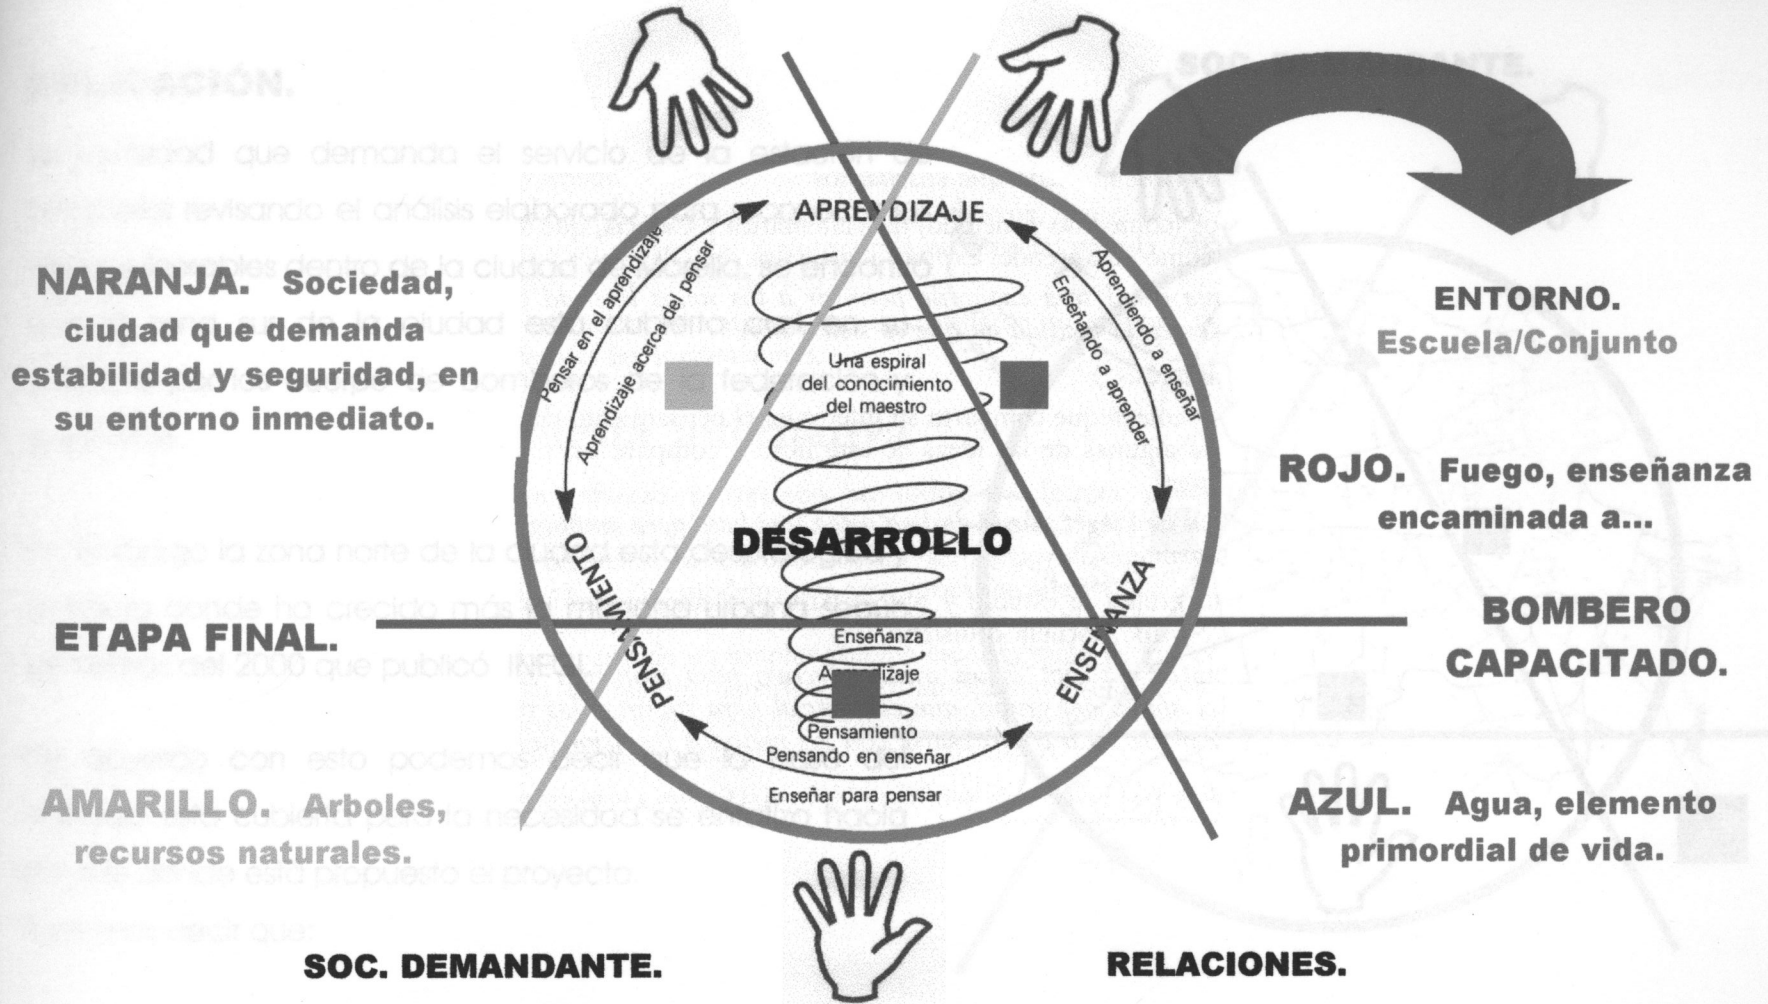 NARANJA. Sociedad,
ciudad que demanda
estabilidad y seguridad, en
su entorno inmediato.
ETAPA FINAL.
AMARILLO. Arboles,
recursos naturales.
SOC. DEMANDANTE.
APRENDIZAJE
Pensar en el aprendizaje
Aprendizaje acerca del pensar
Aprendiendo a enseñar
Enseñando a aprender
Una espiral
del conocimiento
del maestro
DESARROLLO
PENSAMIENTO
ENSEÑANZA
Enseñanza
Aprendizaje
Pensamiento
Pensando en enseñar
Enseñar para pensar
ENTORNO.
Escuela/Conjunto
ROJO. Fuego, enseñanza
encaminada a...
BOMBERO
CAPACITADO.
AZUL. Agua, elemento
primordial de vida.
RELACIONES.